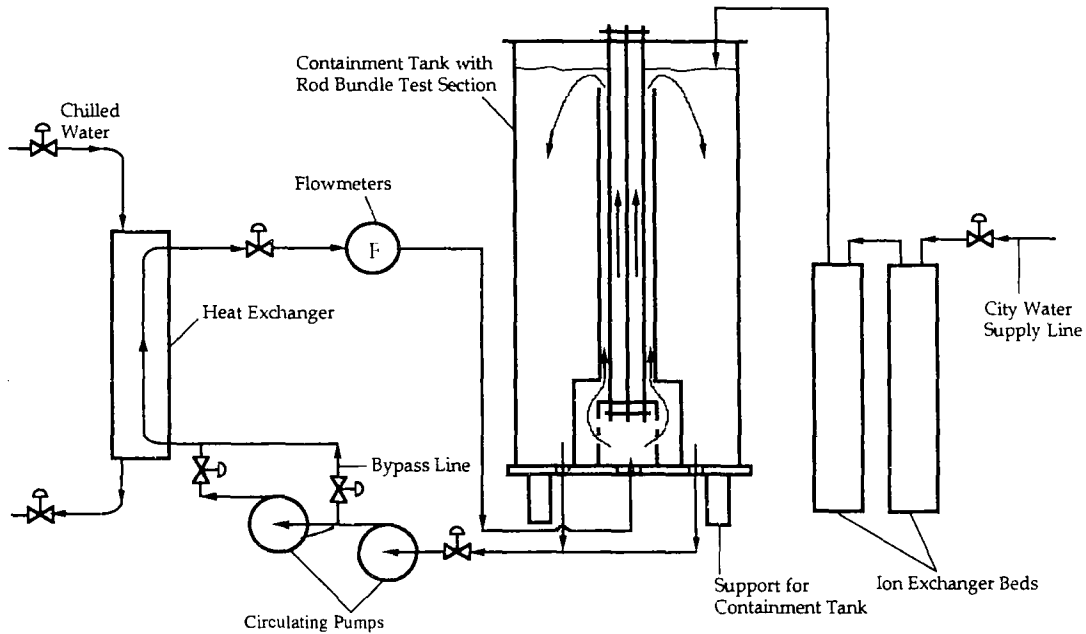 Containment Tank with
Rod Bundle Test Section
Chilled
Water
Flowmeters
F
Heat Exchanger
City Water
Supply Line
Bypass Line
Circulating Pumps
Support for
Containment Tank
Ion Exchanger Beds